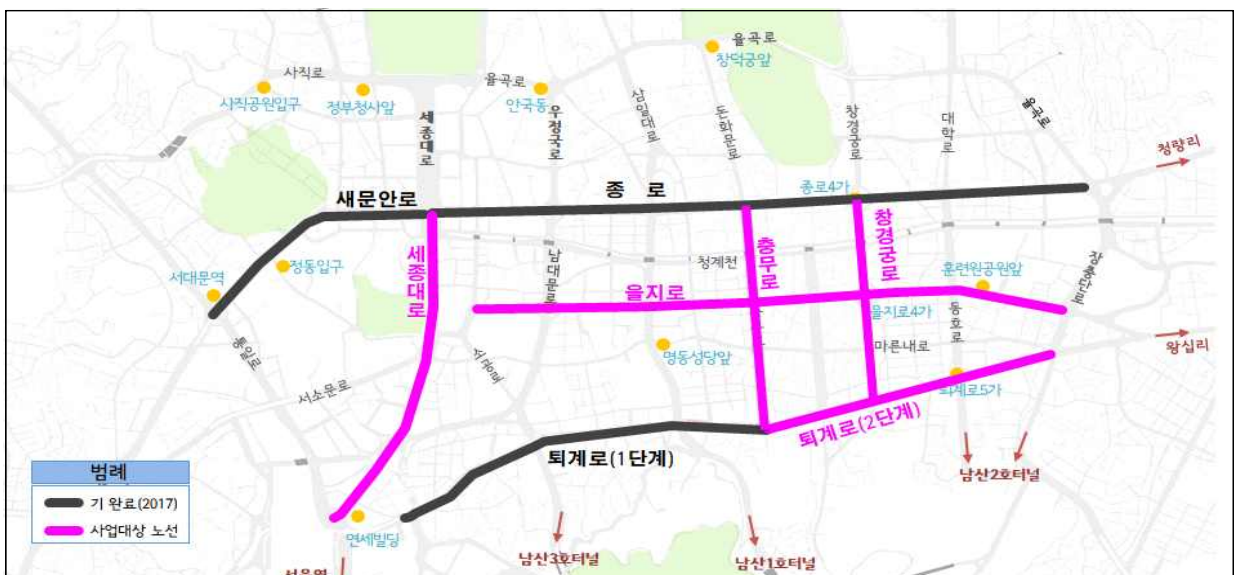 율곡로
창덕궁앞
사직로
율곡로
사직공원입구
정부청사앞
안국동
세종대로
우정국로
삼일대로
돈화문로
창경궁로
대학로
율곡로
청량리
새문안로
종 로
종로4가
서대문역
정동입구
세종대로
남대문로
청계천
충무로
창경궁로
훈련원공원앞
장충단로
을지로
을지로4가
동호로
마른내로
왕십리
통일로
서소문로
명동성당앞
퇴계로5가
퇴계로(2단계)
퇴계로(1단계)
남산2호터널
범례
기 완료(2017)
사업대상 노선
연세빌딩
남산3호터널
남산1호터널
서울역